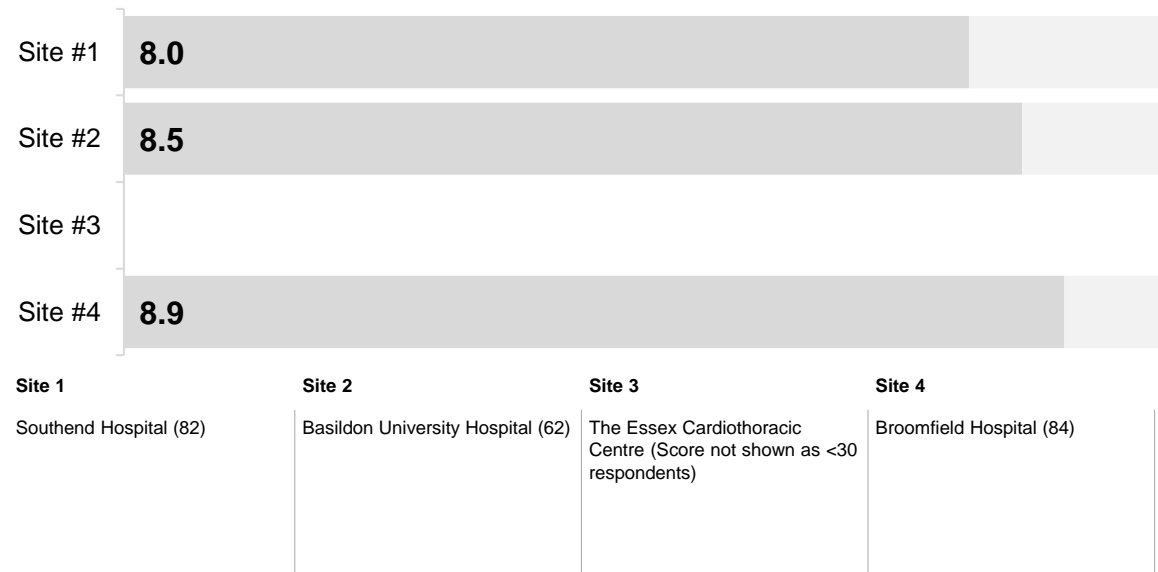 Site #1
8.0
Site #2
8.5
Site #3
Site #4
8.9
Site 1
Southend Hospital (82)
Site 2
Basildon University Hospital (62)
Site 3
The Essex Cardiothoracic
Centre (Score not shown as <30
respondents)
Site 4
Broomfield Hospital (84)